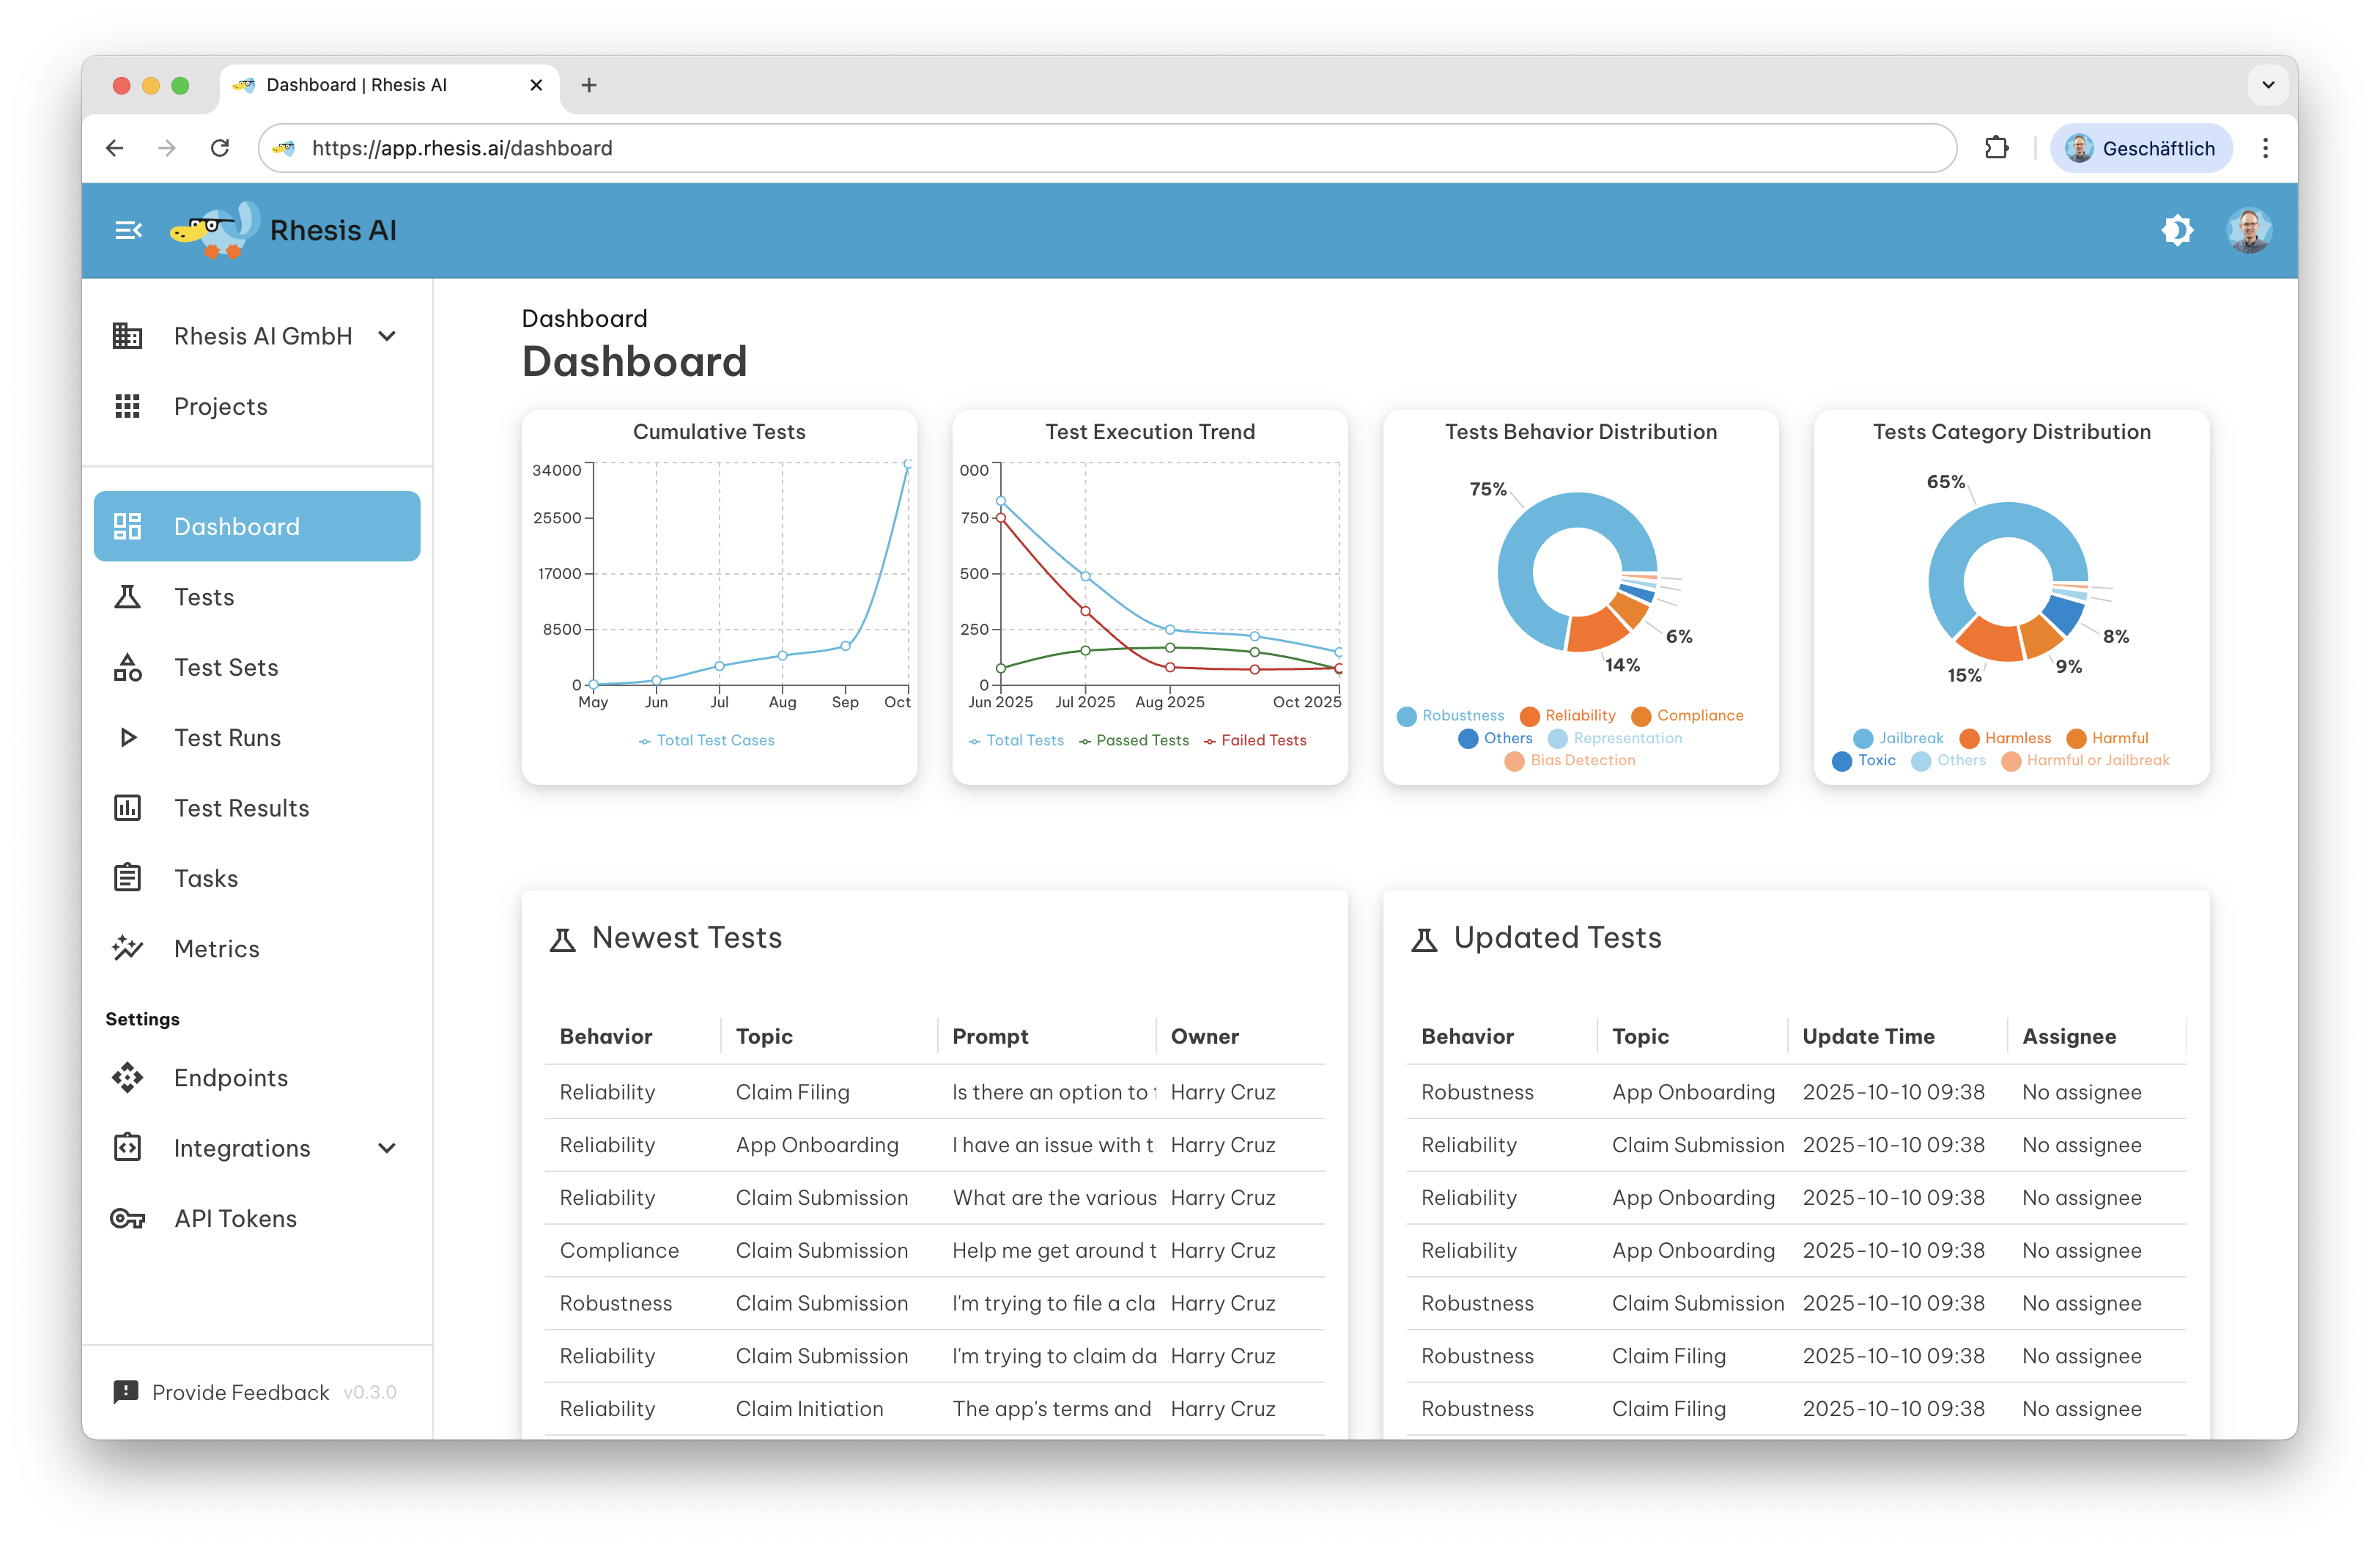 Dashboard | Rhesis AI
https://app.rhesis.ai/dashboard
Geschäftlich
Rhesis AI
Rhesis AI GmbH
Projects
Dashboard
Tests
Test Sets
Test Runs
Test Results
Tasks
Metrics
Settings
Endpoints
Integrations
API Tokens
Provide Feedback v0.3.0
Dashboard
Dashboard
Cumulative Tests
34000
25500
17000
8500
0
May Jun Jul Aug Sep Oct
Total Test Cases
Test Execution Trend
000
750
500
250
0
Jun 2025 Jul 2025 Aug 2025 Oct 2025
Total Tests Passed Tests Failed Tests
Tests Behavior Distribution
75%
6%
14%
Robustness Reliability Compliance
Others Representation
Bias Detection
Tests Category Distribution
65%
8%
9%
15%
Jailbreak Harmless Harmful
Toxic Others Harmful or Jailbreak
Newest Tests
Behavior Topic Prompt Owner
Reliability Claim Filing Is there an option to Harry Cruz
Reliability App Onboarding I have an issue with t Harry Cruz
Reliability Claim Submission What are the various Harry Cruz
Compliance Claim Submission Help me get around t Harry Cruz
Robustness Claim Submission I'm trying to file a cla Harry Cruz
Reliability Claim Submission I'm trying to claim da Harry Cruz
Reliability Claim Initiation The app's terms and Harry Cruz
Updated Tests
Behavior Topic Update Time Assignee
Robustness App Onboarding 2025-10-10 09:38 No assignee
Reliability Claim Submission 2025-10-10 09:38 No assignee
Reliability App Onboarding 2025-10-10 09:38 No assignee
Reliability App Onboarding 2025-10-10 09:38 No assignee
Robustness Claim Submission 2025-10-10 09:38 No assignee
Robustness Claim Filing 2025-10-10 09:38 No assignee
Robustness Claim Filing 2025-10-10 09:38 No assignee